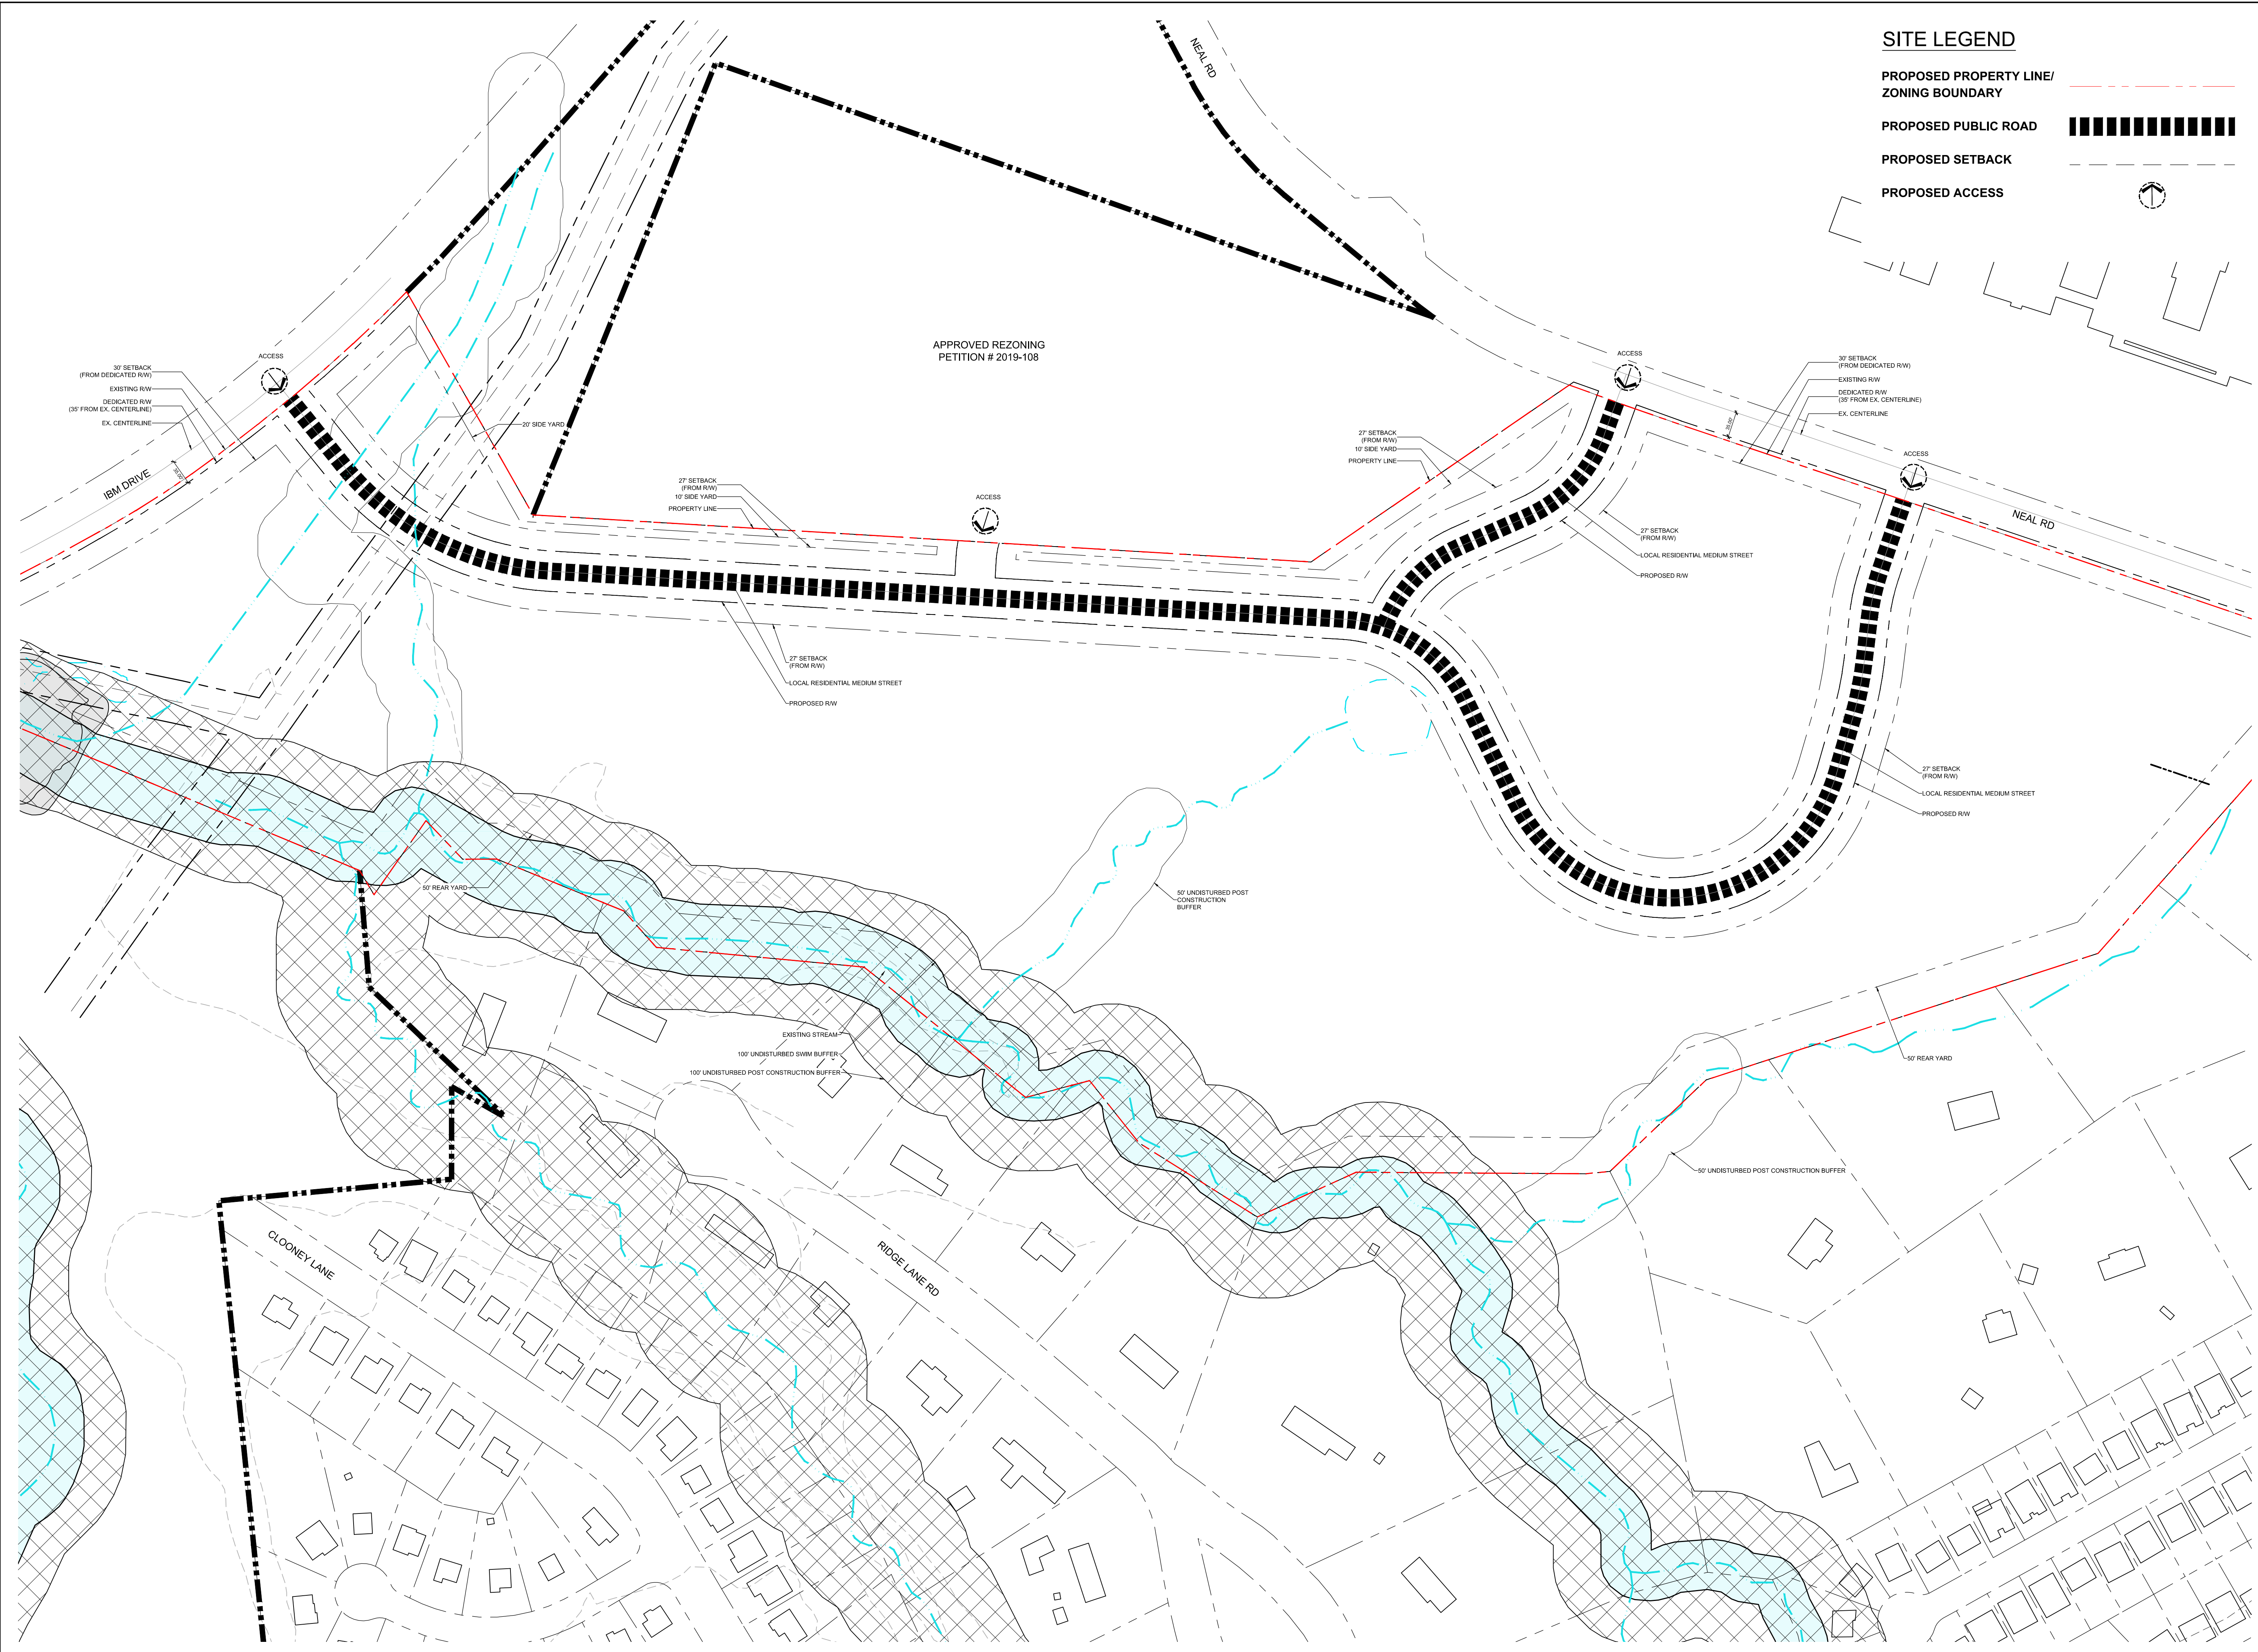 SITE LEGEND
PROPOSED PROPERTY LINE/
ZONING BOUNDARY
PROPOSED PUBLIC ROAD
PROPOSED SETBACK
PROPOSED ACCESS
NEAL RD
APPROVED REZONING
PETITION # 2019-108
ACCESS
30' SETBACK
(FROM DEDICATED R/W)
EXISTING R/W
DEDICATED R/W
(35' FROM EX. CENTERLINE)
EX. CENTERLINE
35.00'
IBM DRIVE
20' SIDE YARD
27' SETBACK
(FROM R/W)
10' SIDE YARD
PROPERTY LINE
ACCESS
27' SETBACK
(FROM R/W)
10' SIDE YARD
PROPERTY LINE
ACCESS
35.00'
30' SETBACK
(FROM DEDICATED R/W)
EXISTING R/W
DEDICATED R/W
(35' FROM EX. CENTERLINE)
EX. CENTERLINE
ACCESS
NEAL RD
27' SETBACK
(FROM R/W)
LOCAL RESIDENTIAL MEDIUM STREET
PROPOSED R/W
27' SETBACK
(FROM R/W)
LOCAL RESIDENTIAL MEDIUM STREET
PROPOSED R/W
27' SETBACK
(FROM R/W)
LOCAL RESIDENTIAL MEDIUM STREET
PROPOSED R/W
50' REAR YARD
50' UNDISTURBED POST
CONSTRUCTION
BUFFER
EXISTING STREAM
100' UNDISTURBED SWIM BUFFER
100' UNDISTURBED POST CONSTRUCTION BUFFER
50' REAR YARD
50' UNDISTURBED POST CONSTRUCTION BUFFER
CLOONEY LANE
RIDGE LANE RD